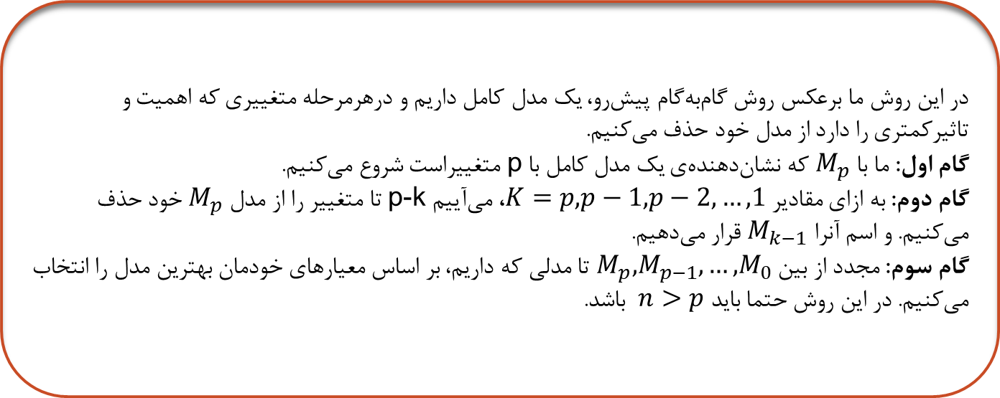 در این روش ما برعکس روش گام‌به‌گام پیش‌رو، یک مدل کامل داریم و درهرمرحله متغییری که اهمیت و
تاثیرکمتری را دارد از مدل خود حذف می‌کنیم.
گام اول: ما با M_p که نشان‌دهنده‌ی یک مدل کامل با p متغییراست شروع می‌کنیم.
گام دوم: به ازای مقادیر K = p,p − 1,p − 2, … ,1، می‌آییم p-k تا متغییر را از مدل M_p خود حذف
می‌کنیم. و اسم آنرا M_{k−1} قرار می‌دهیم.
گام سوم: مجدد از بین M_p,M_{p−1}, … ,M_0 تا مدلی که داریم، بر اساس معیارهای خودمان بهترین مدل را انتخاب
می‌کنیم. در این روش حتما باید n > p باشد.